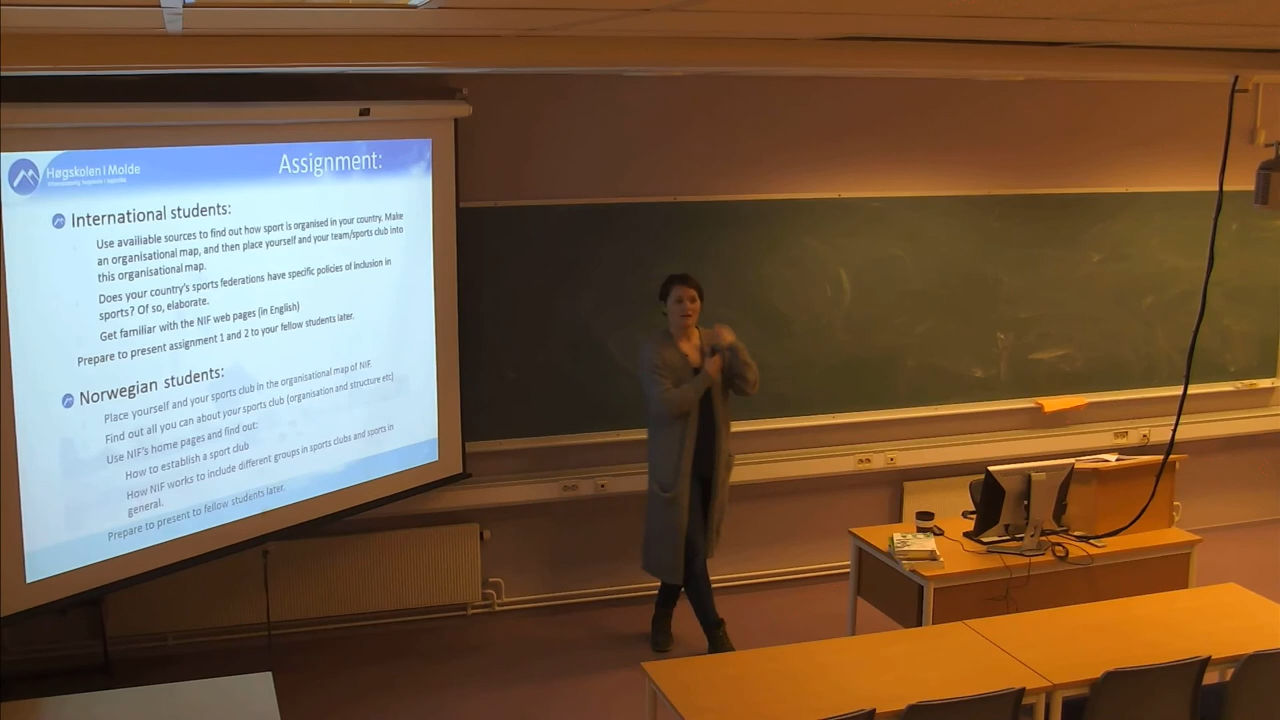 Høgskolen i Molde
Assignment:
International students:
Use availiable sources to find out how sport is organised in your country. Make
an organisational map, and then place yourself and your team/sports club into
this organisational map.
Does your country's sports federations have specific policies of inclusion in
sports? Of so, elaborate.
Get familiar with the NIF web pages (in English)
Prepare to present assignment 1 and 2 to your fellow students later.
Norwegian students:
Place yourself and your sports club in the organisational map of NIF.
Find out all you can about your sports club (organisation and structure etc)
Use NIF's home pages and find out:
How to establish a sport club
How NIF works to include different groups in sports clubs and sports in
general.
Prepare to present to fellow students later.